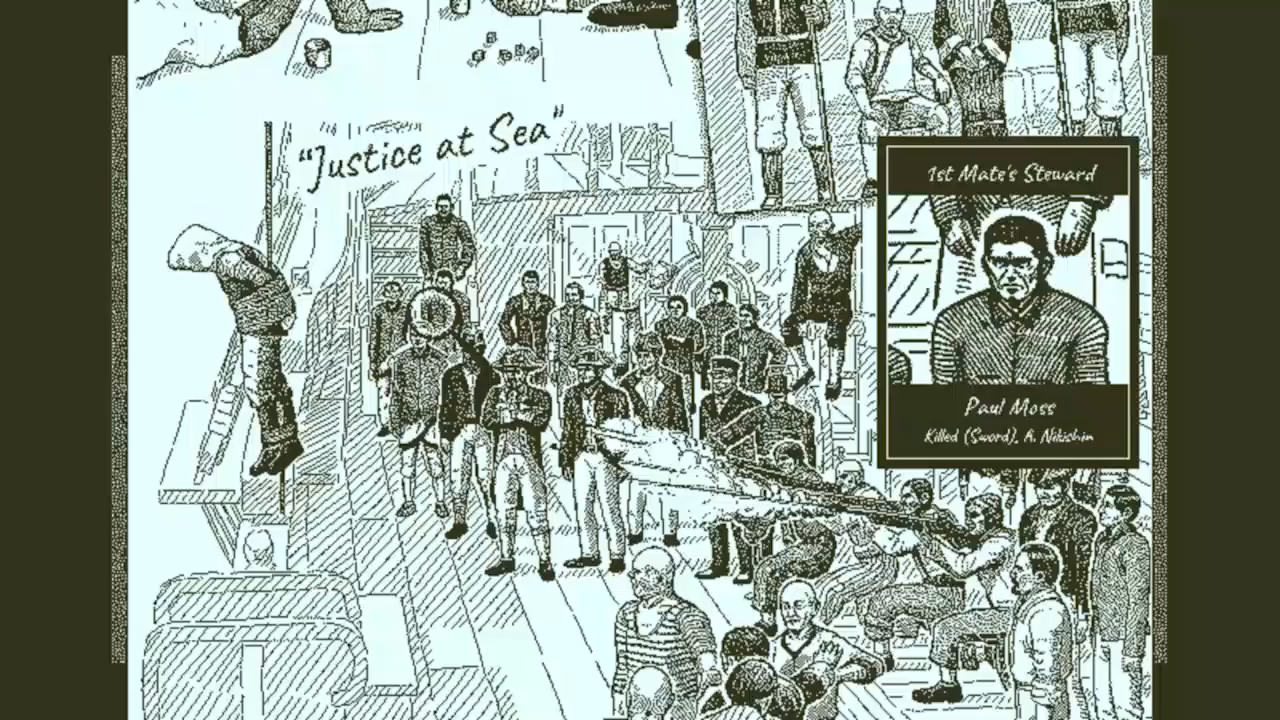 "Justice at Sea"
1st Mate's Steward
Paul Moss
Killed (Sword), A. Nikishin